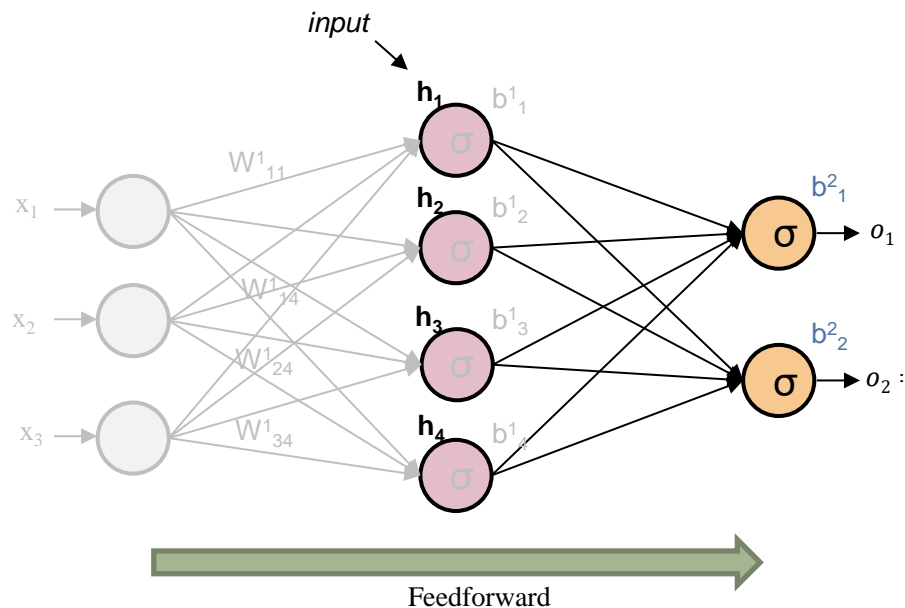 input
h₁ b¹₁
W¹₁₁
σ
x₁
h₂ b¹₂
b²₁
σ
σ o₁
W¹₁₄
x₂
h₃ b¹₃
b²₂
W¹₂₄
σ
σ o₂ =
x₃
W¹₃₄
h₄ b¹₄
σ
Feedforward